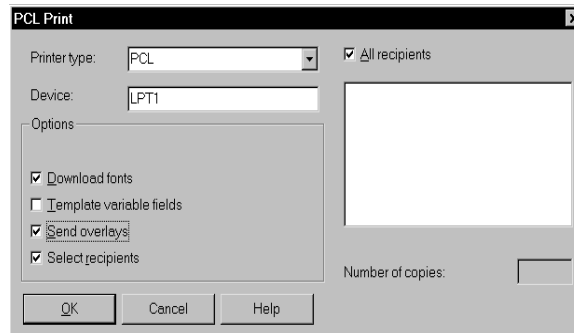 PCL Print
Printer type:
PCL
All recipients
Device:
LPT1
Options
Download fonts
Template variable fields
Send overlays
Select recipients
Number of copies:
OK
Cancel
Help